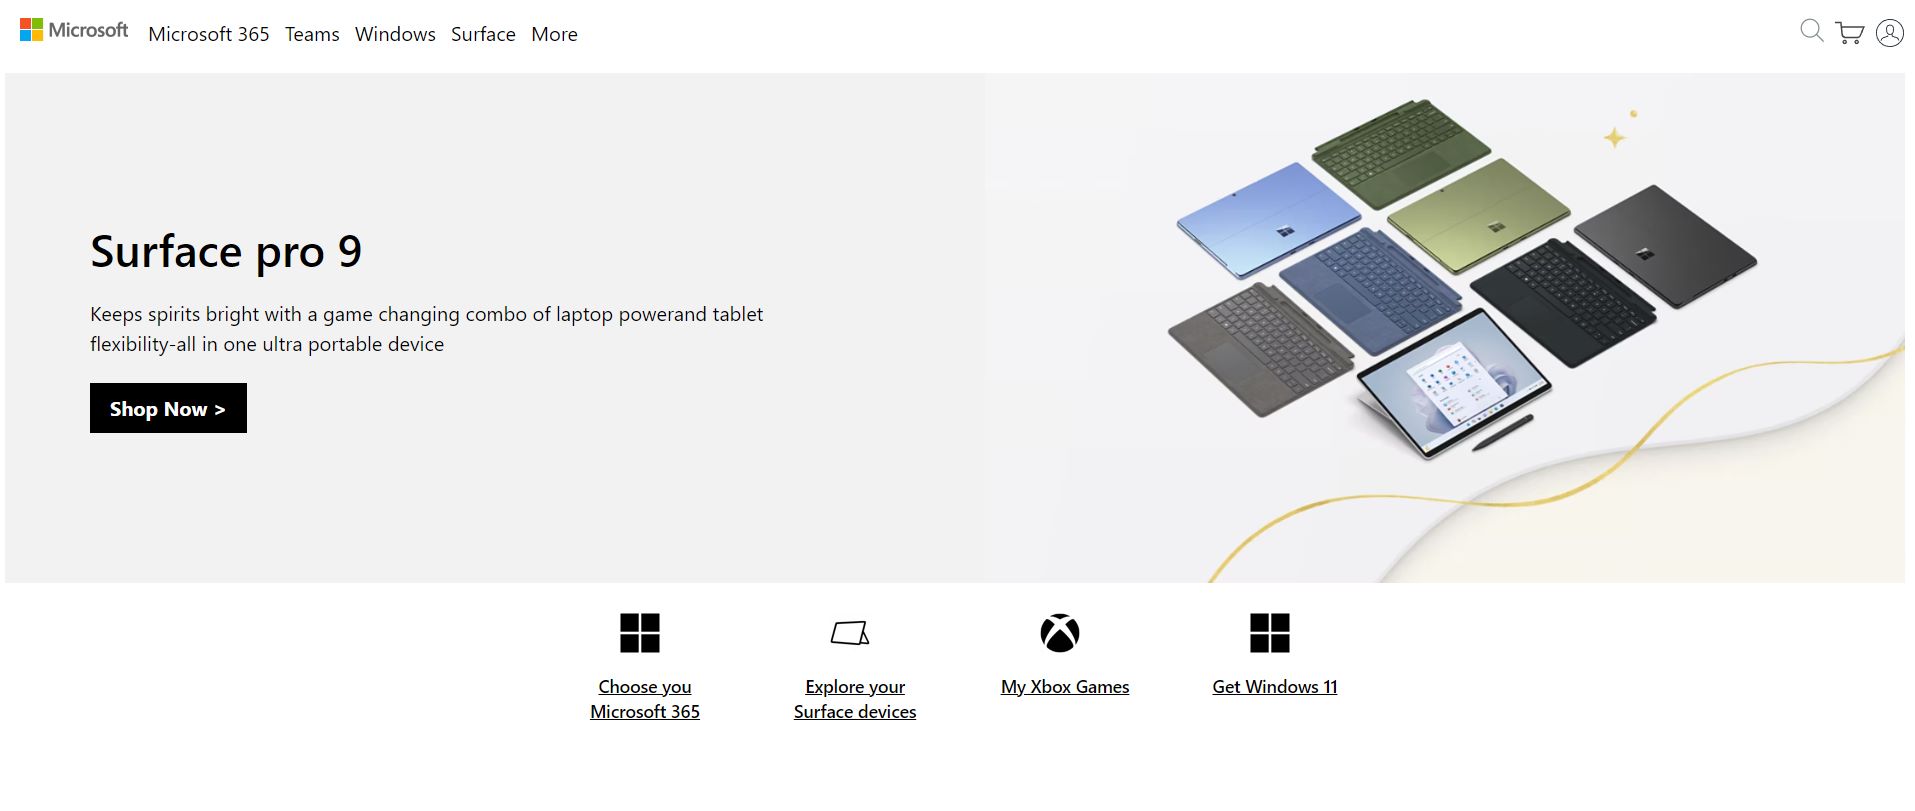 Microsoft Microsoft 365 Teams Windows Surface More
Surface pro 9
Keeps spirits bright with a game changing combo of laptop powerand tablet
flexibility-all in one ultra portable device
Shop Now >
Choose you
Microsoft 365
Explore your
Surface devices
My Xbox Games
Get Windows 11